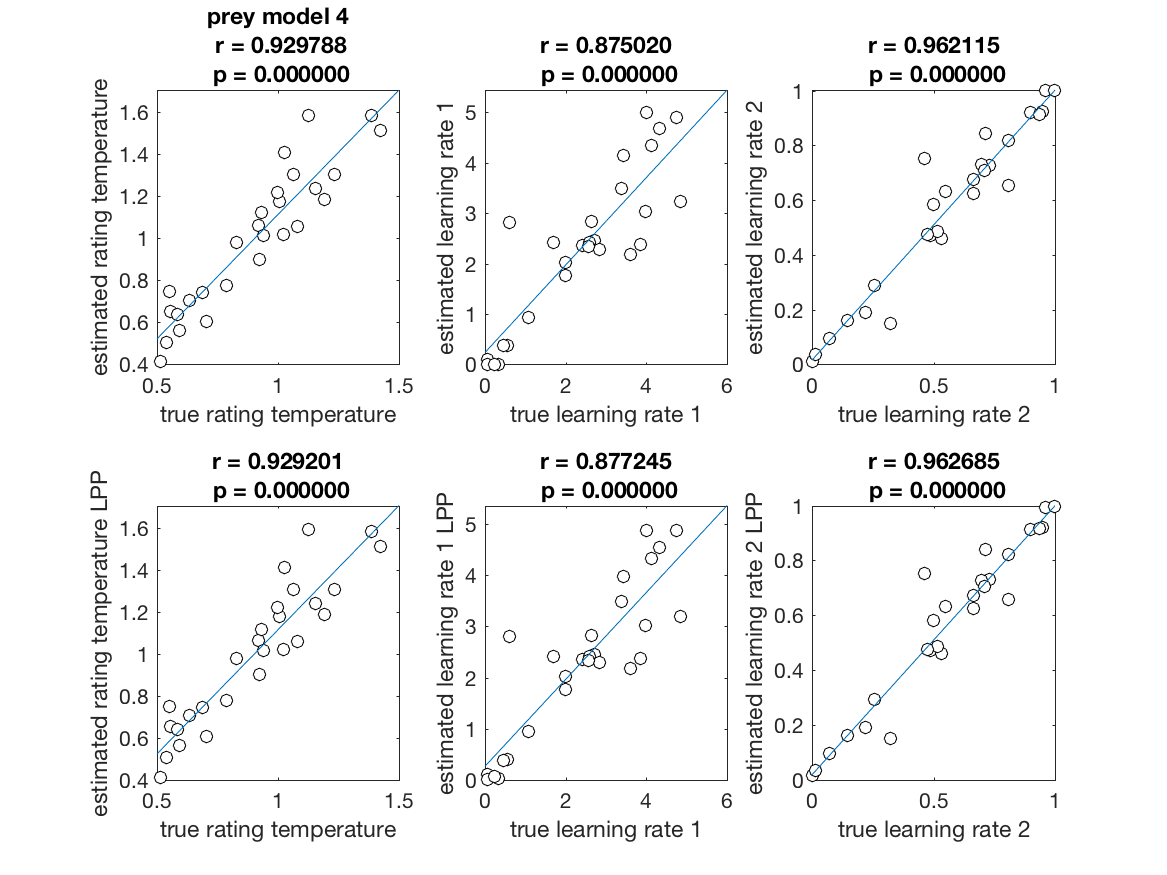 prey model 4
r = 0.929788
p = 0.000000
estimated rating temperature
1.6
1.4
1.2
1
0.8
0.6
0.4
0.5
1
1.5
true rating temperature
r = 0.875020
p = 0.000000
estimated learning rate 1
5
4
3
2
1
0
0
2
4
6
true learning rate 1
r = 0.962115
p = 0.000000
estimated learning rate 2
1
0.8
0.6
0.4
0.2
0
0
0.5
1
true learning rate 2
r = 0.929201
p = 0.000000
estimated rating temperature LPP
1.6
1.4
1.2
1
0.8
0.6
0.4
0.5
1
1.5
true rating temperature
r = 0.877245
p = 0.000000
estimated learning rate 1 LPP
5
4
3
2
1
0
0
2
4
6
true learning rate 1
r = 0.962685
p = 0.000000
estimated learning rate 2 LPP
1
0.8
0.6
0.4
0.2
0
0
0.5
1
true learning rate 2